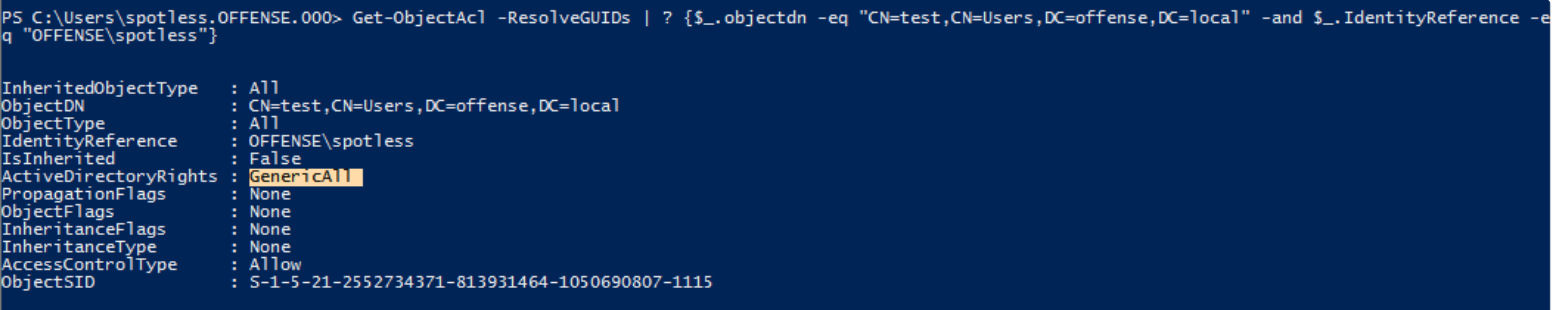 PS C:\Users\spotless.OFFENSE.000> Get-ObjectAcl -ResolveGUIDs | ? {$_.objectdn -eq "CN=test,CN=Users,DC=offense,DC=local" -and $_.IdentityReference -e
q "OFFENSE\spotless"}
InheritedObjectType : All
ObjectDN : CN=test,CN=Users,DC=offense,DC=local
ObjectType : All
IdentityReference : OFFENSE\spotless
IsInherited : False
ActiveDirectoryRights : GenericAll
PropagationFlags : None
ObjectFlags : None
InheritanceFlags : None
InheritanceType : None
AccessControlType : Allow
ObjectSID : S-1-5-21-2552734371-813931464-1050690807-1115